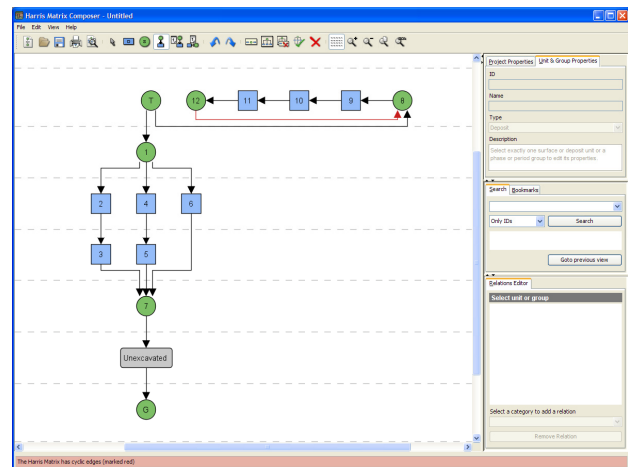 Harris Matrix Composer - Untitled
File Edit View Help
T 12 11 10 9 8
1
2 4 6
3 5
7
Unexcavated
G
Project Properties Unit & Group Properties
ID
Name
Type
Deposit
Description
Select exactly one surface or deposit unit or a
phase or period group to edit its properties.
Search Bookmarks
Only IDs Search
Goto previous view
Relations Editor
Select unit or group
Select a category to add a relation
Remove Relation
The Harris Matrix has cyclic edges (marked red)